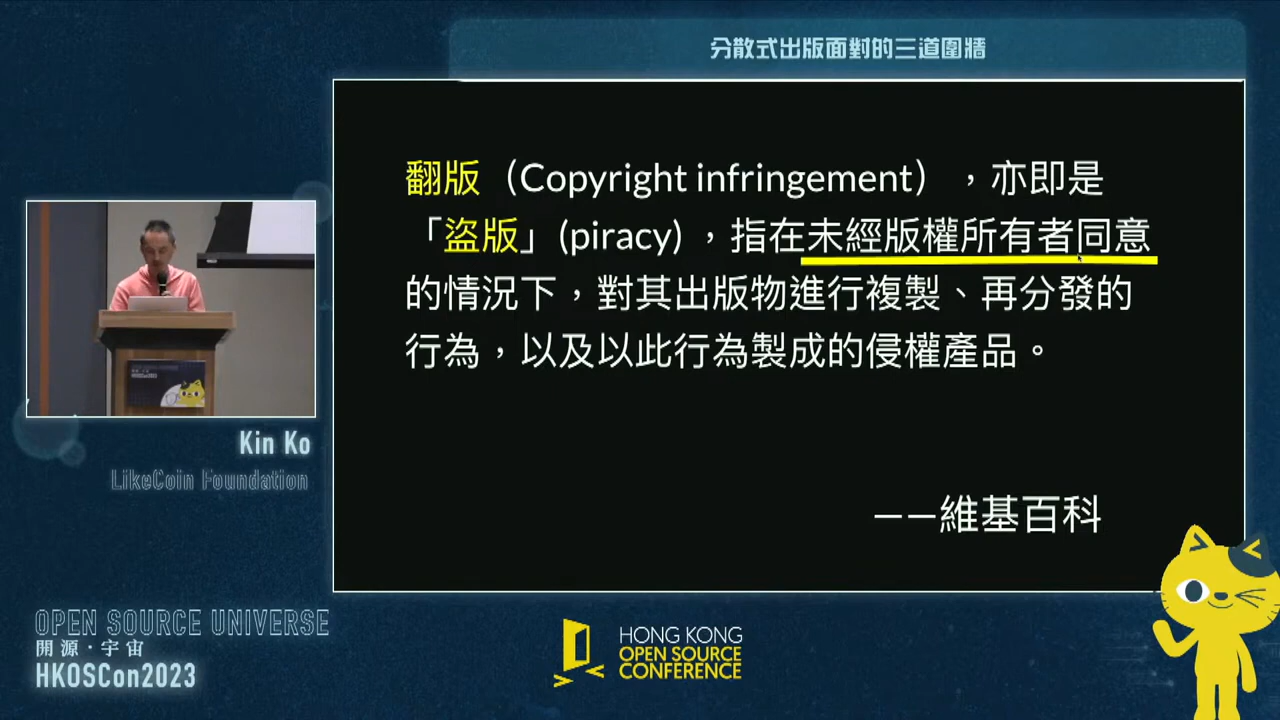 分散式出版面對的三道圍牆
翻版（Copyright infringement），亦即是
「盜版」(piracy) ，指在未經版權所有者同意
的情況下，對其出版物進行複製、再分發的
行為，以及以此行為製成的侵權產品。
——維基百科
Kin Ko
LikeCoin Foundation
OPEN SOURCE UNIVERSE
開源·宇宙
HKOSCon2023
HONG KONG
OPEN SOURCE
CONFERENCE